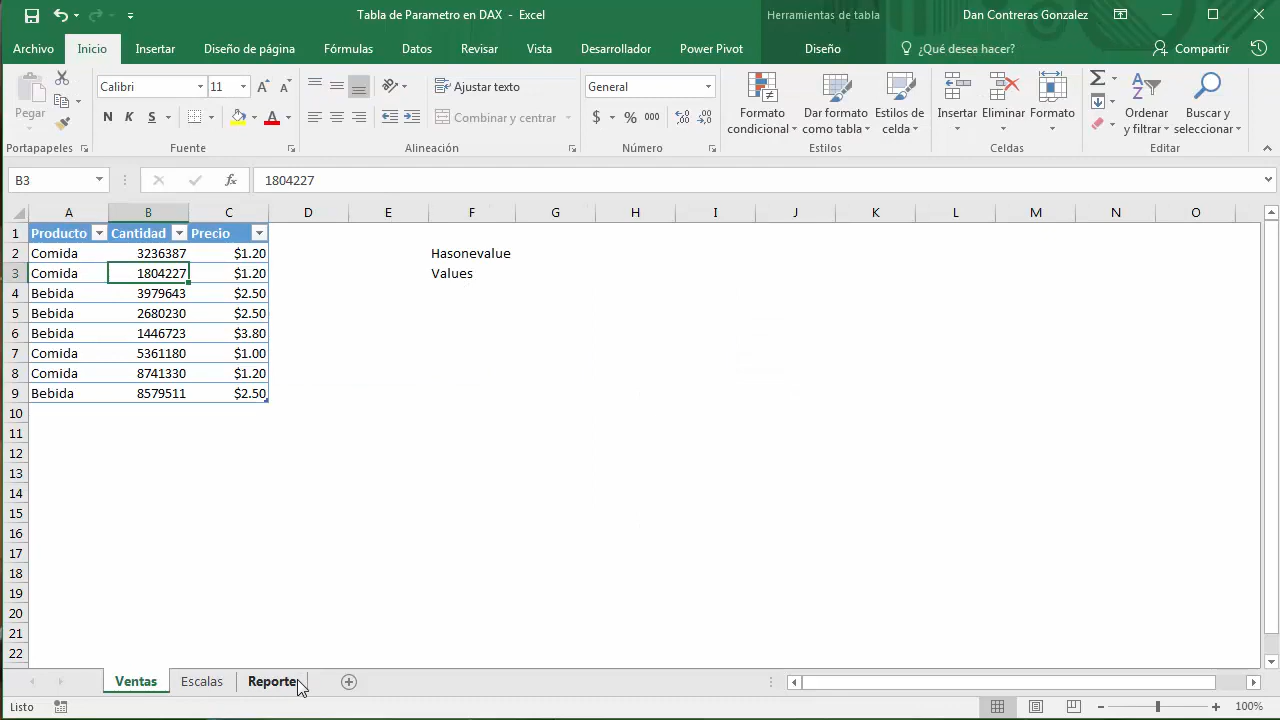 Tabla de Parametro en DAX - Excel
Herramientas de tabla
Dan Contreras Gonzalez
Archivo Inicio Insertar Diseño de página Fórmulas Datos Revisar Vista Desarrollador Power Pivot Diseño ¿Qué desea hacer? Compartir
Pegar
Calibri 11
Ajustar texto
General
N K S
Combinar y centrar
$ % 000
Formato condicional
Dar formato como tabla
Estilos de celda
Insertar Eliminar Formato
Ordenar y filtrar
Buscar y seleccionar
Portapapeles Fuente Alineación Número Estilos Celdas Editar
B3 fx 1804227
A B C D E F G H I J K L M N O
1 Producto Cantidad Precio
2 Comida 3236387 $1.20 Hasonevalue
3 Comida 1804227 $1.20 Values
4 Bebida 3979643 $2.50
5 Bebida 2680230 $2.50
6 Bebida 1446723 $3.80
7 Comida 5361180 $1.00
8 Comida 8741330 $1.20
9 Bebida 8579511 $2.50
10
11
12
13
14
15
16
17
18
19
20
21
22
Ventas Escalas Reporte
Listo 100%